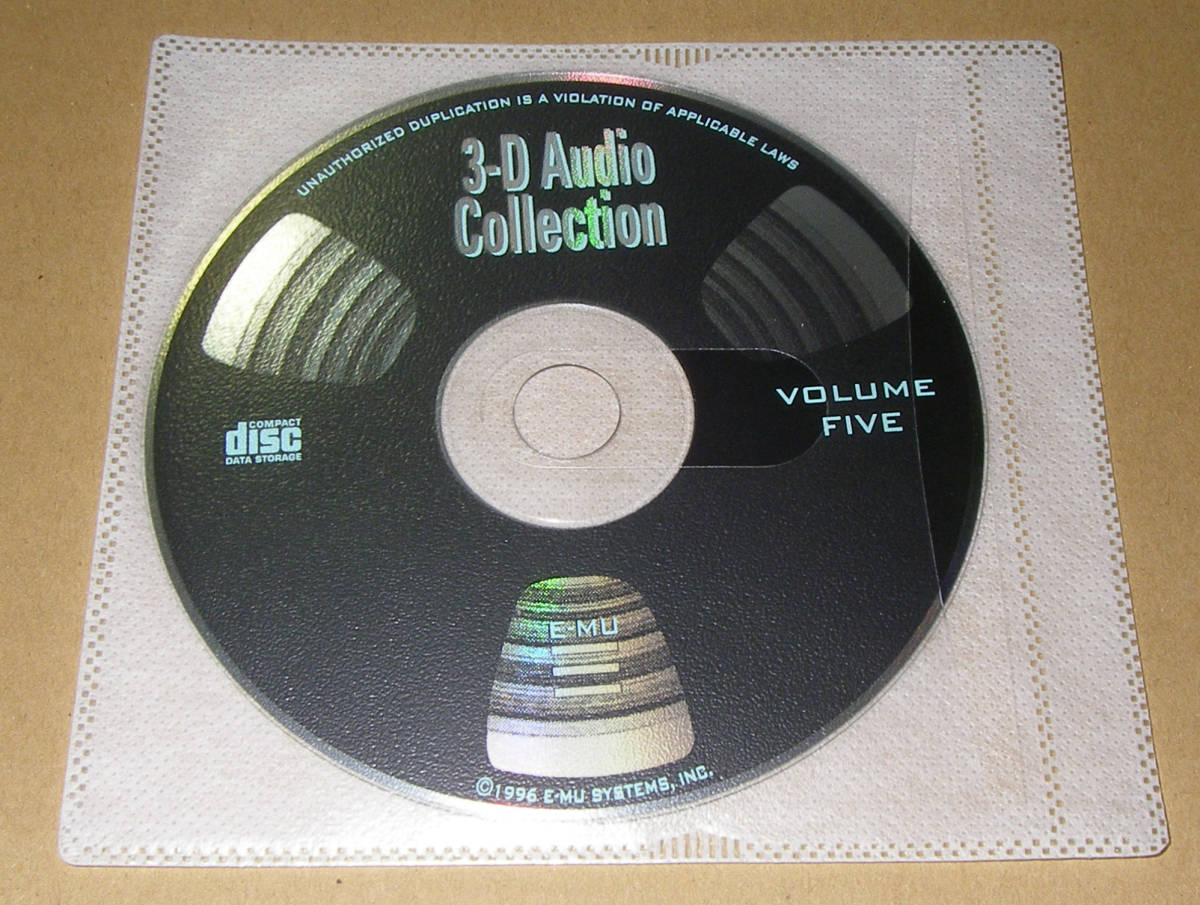 UNAUTHORIZED DUPLICATION IS A VIOLATION OF APPLICABLE LAWS
3-D Audio
Collection
VOLUME
FIVE
COMPACT
disc
DATA STORAGE
E-MU
©1996 E-MU SYSTEMS, INC.